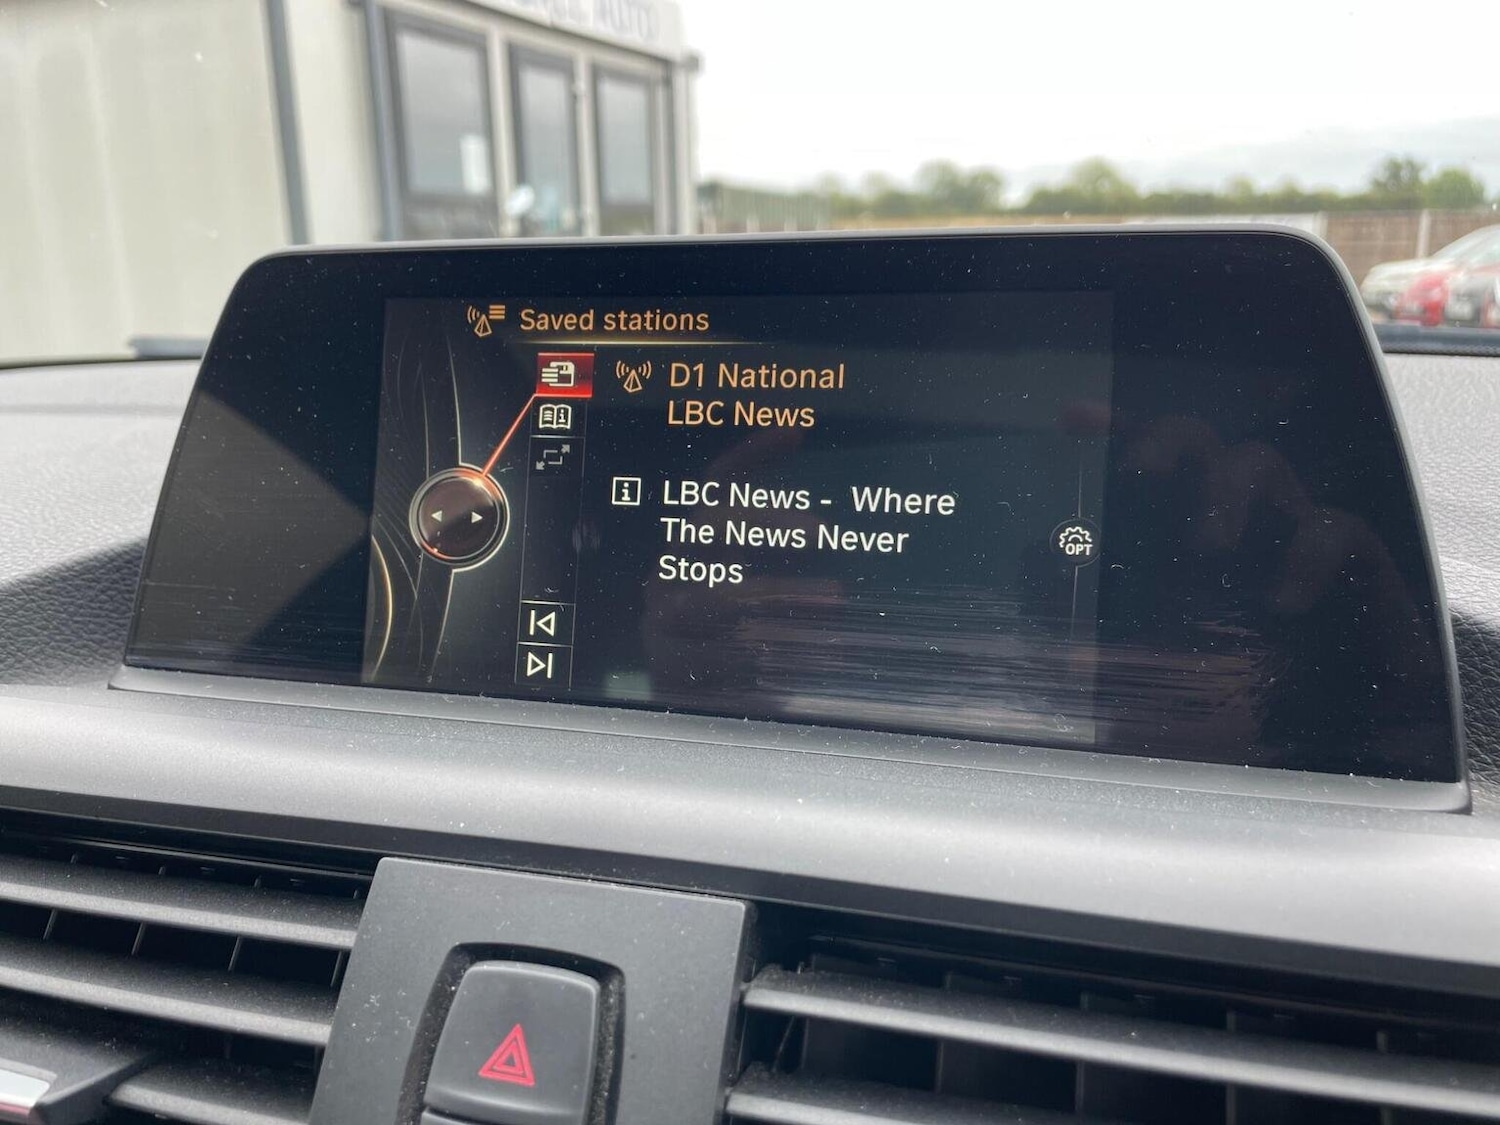 Saved stations
D1 National
LBC News
LBC News - Where
The News Never
Stops
OPT